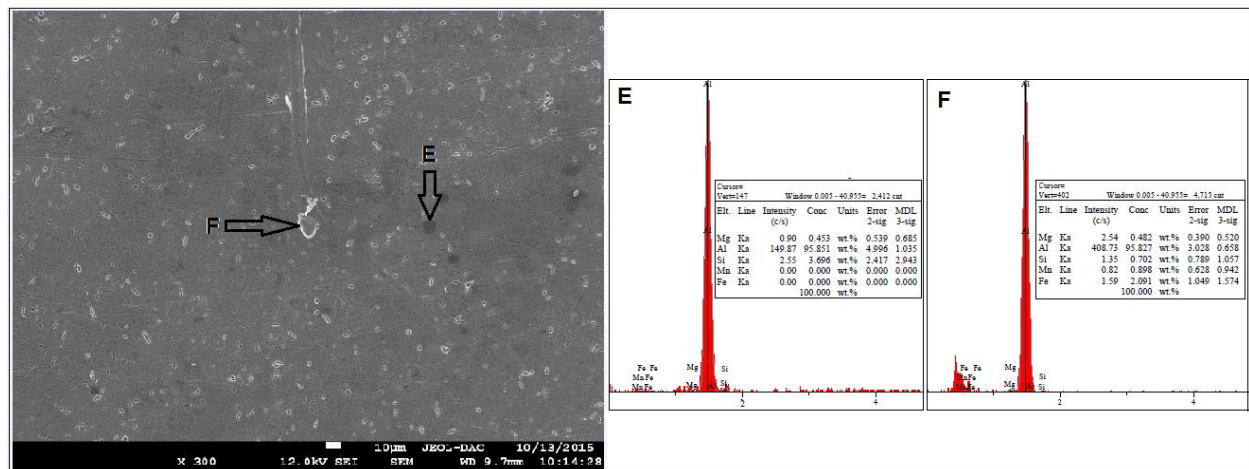 E
F
10µm JEOL-DAC 10/13/2015
X 300 12.0kV SEI SEM WD 9.7mm 10:14:28
E
Al
Al
Cursor=
Vert=147 Window 0.005 - 40.955= 2,412 cnt
Elt. Line Intensity Conc Units Error MDL
(c/s) 2-sig 3-sig
Mg Ka 0.90 0.453 wt.% 0.539 0.685
Al Ka 149.87 95.851 wt.% 4.996 1.035
Si Ka 2.55 3.696 wt.% 2.417 2.943
Mn Ka 0.00 0.000 wt.% 0.000 0.000
Fe Ka 0.00 0.000 wt.% 0.000 0.000
100.000 wt.%
Fe Fe Mg Si
MnFe Si
MnFe Mg Al
2 4
F
Al
Al
Cursor=
Vert=402 Window 0.005 - 40.955= 4,715 cnt
Elt. Line Intensity Conc Units Error MDL
(c/s) 2-sig 3-sig
Mg Ka 2.54 0.482 wt.% 0.390 0.520
Al Ka 408.73 95.827 wt.% 3.028 0.658
Si Ka 1.35 0.702 wt.% 0.789 1.057
Mn Ka 0.82 0.898 wt.% 0.628 0.942
Fe Ka 1.59 2.091 wt.% 1.049 1.574
100.000 wt.%
Fe Fe Mg Si
MnFe
MnFe Mg Al Si
2 4